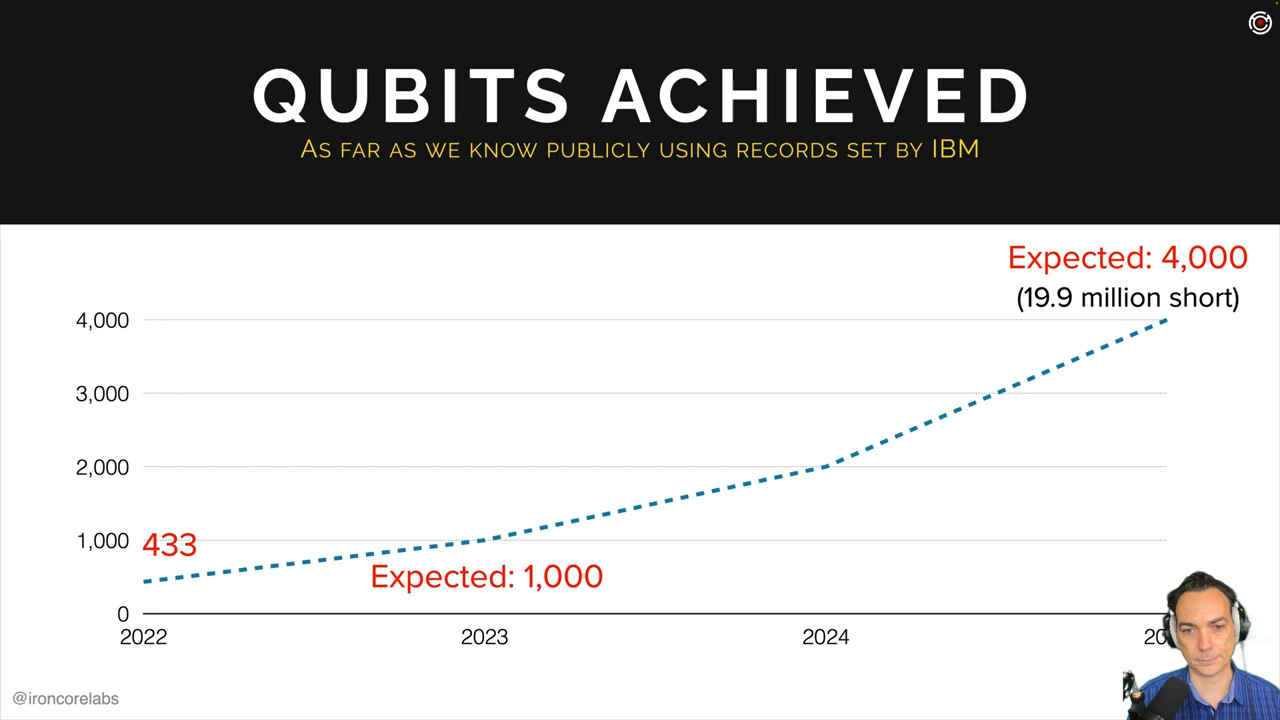 QUBITS ACHIEVED
AS FAR AS WE KNOW PUBLICLY USING RECORDS SET BY IBM
Expected: 4,000
(19.9 million short)
4,000
3,000
2,000
1,000
433
Expected: 1,000
0
2022
2023
2024
20
@ironcorelabs